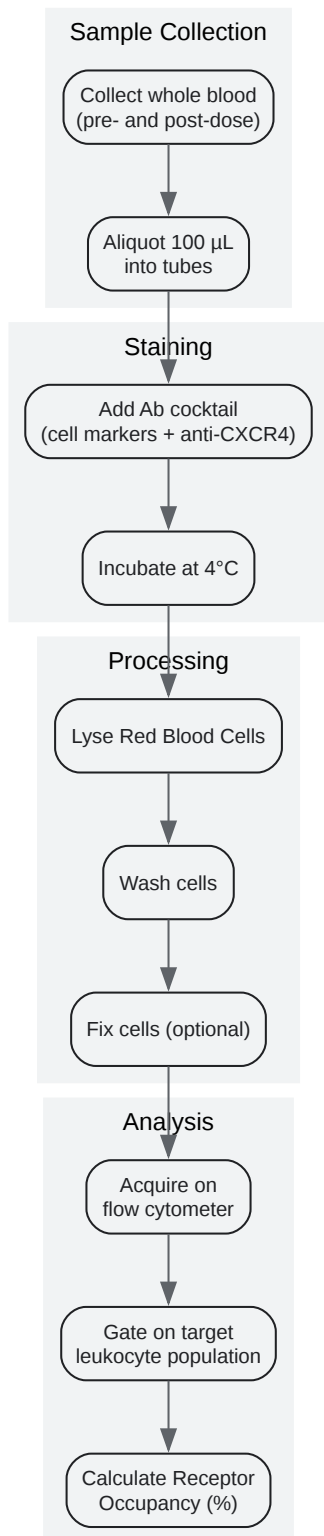 Sample Collection
Collect whole blood
(pre- and post-dose)
Aliquot 100 µL
into tubes
Staining
Add Ab cocktail
(cell markers + anti-CXCR4)
Incubate at 4°C
Processing
Lyse Red Blood Cells
Wash cells
Fix cells (optional)
Analysis
Acquire on
flow cytometer
Gate on target
leukocyte population
Calculate Receptor
Occupancy (%)